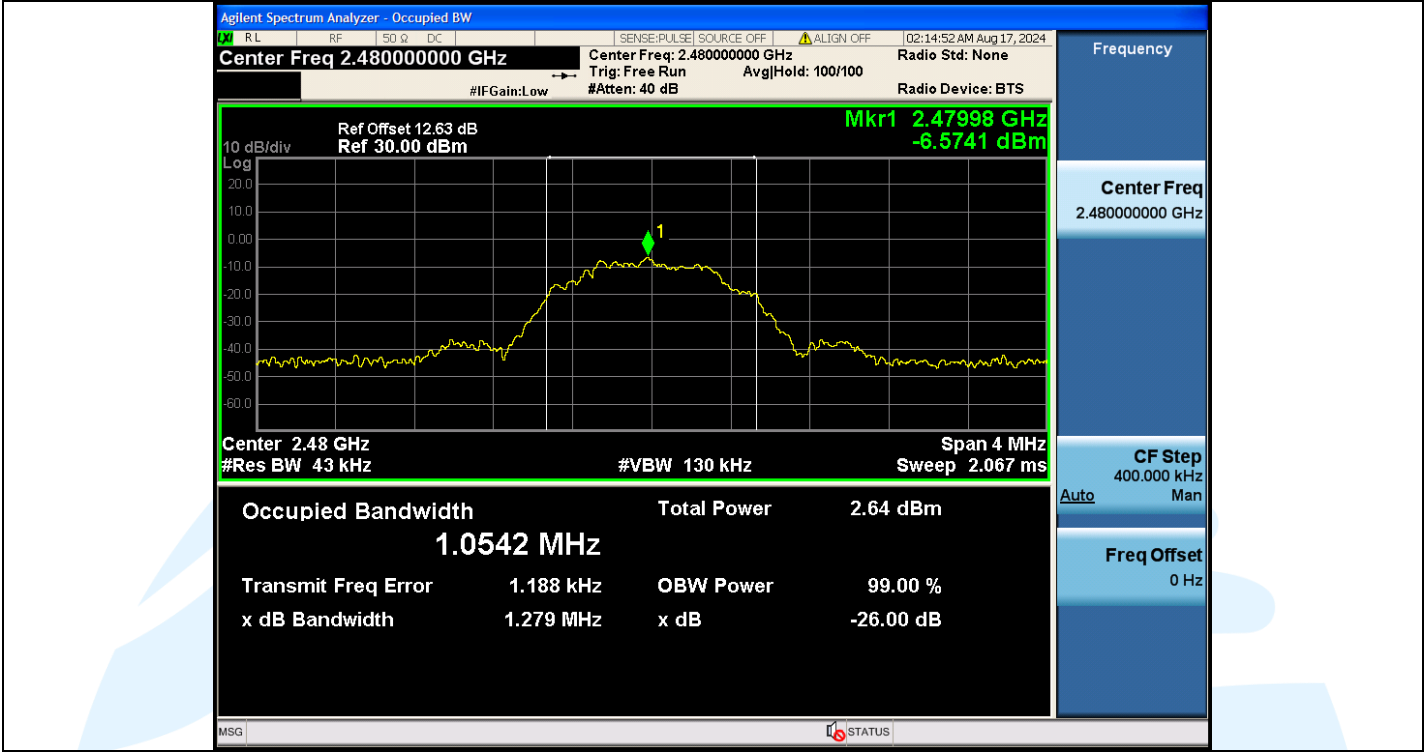 Agilent Spectrum Analyzer - Occupied BW
LXI RL RF 50 Ω DC SENSE:PULSE SOURCE OFF ALIGN OFF 02:14:52 AM Aug 17, 2024
Center Freq 2.480000000 GHz
Center Freq: 2.480000000 GHz
Radio Std: None
Trig: Free Run Avg|Hold: 100/100
#IFGain:Low
#Atten: 40 dB
Radio Device: BTS
Mkr1 2.47998 GHz
-6.5741 dBm
Ref Offset 12.63 dB
10 dB/div Ref 30.00 dBm
Log
20.0
10.0
0.00
-10.0
-20.0
-30.0
-40.0
-50.0
-60.0
1
Center 2.48 GHz Span 4 MHz
#Res BW 43 kHz #VBW 130 kHz Sweep 2.067 ms
Occupied Bandwidth Total Power 2.64 dBm
1.0542 MHz
Transmit Freq Error 1.188 kHz OBW Power 99.00 %
x dB Bandwidth 1.279 MHz x dB -26.00 dB
MSG STATUS
Frequency
Center Freq
2.480000000 GHz
CF Step
400.000 kHz
Auto Man
Freq Offset
0 Hz